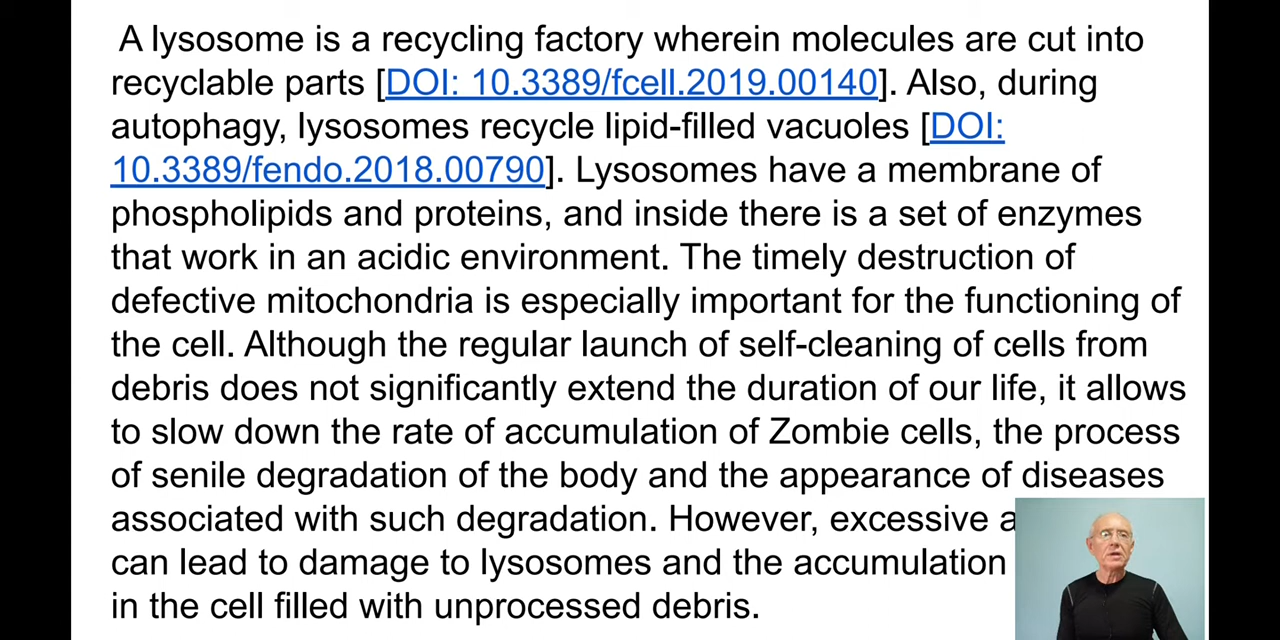 A lysosome is a recycling factory wherein molecules are cut into
recyclable parts [DOI: 10.3389/fcell.2019.00140]. Also, during
autophagy, lysosomes recycle lipid-filled vacuoles [DOI:
10.3389/fendo.2018.00790]. Lysosomes have a membrane of
phospholipids and proteins, and inside there is a set of enzymes
that work in an acidic environment. The timely destruction of
defective mitochondria is especially important for the functioning of
the cell. Although the regular launch of self-cleaning of cells from
debris does not significantly extend the duration of our life, it allows
to slow down the rate of accumulation of Zombie cells, the process
of senile degradation of the body and the appearance of diseases
associated with such degradation. However, excessive
can lead to damage to lysosomes and the accumulation
in the cell filled with unprocessed debris.